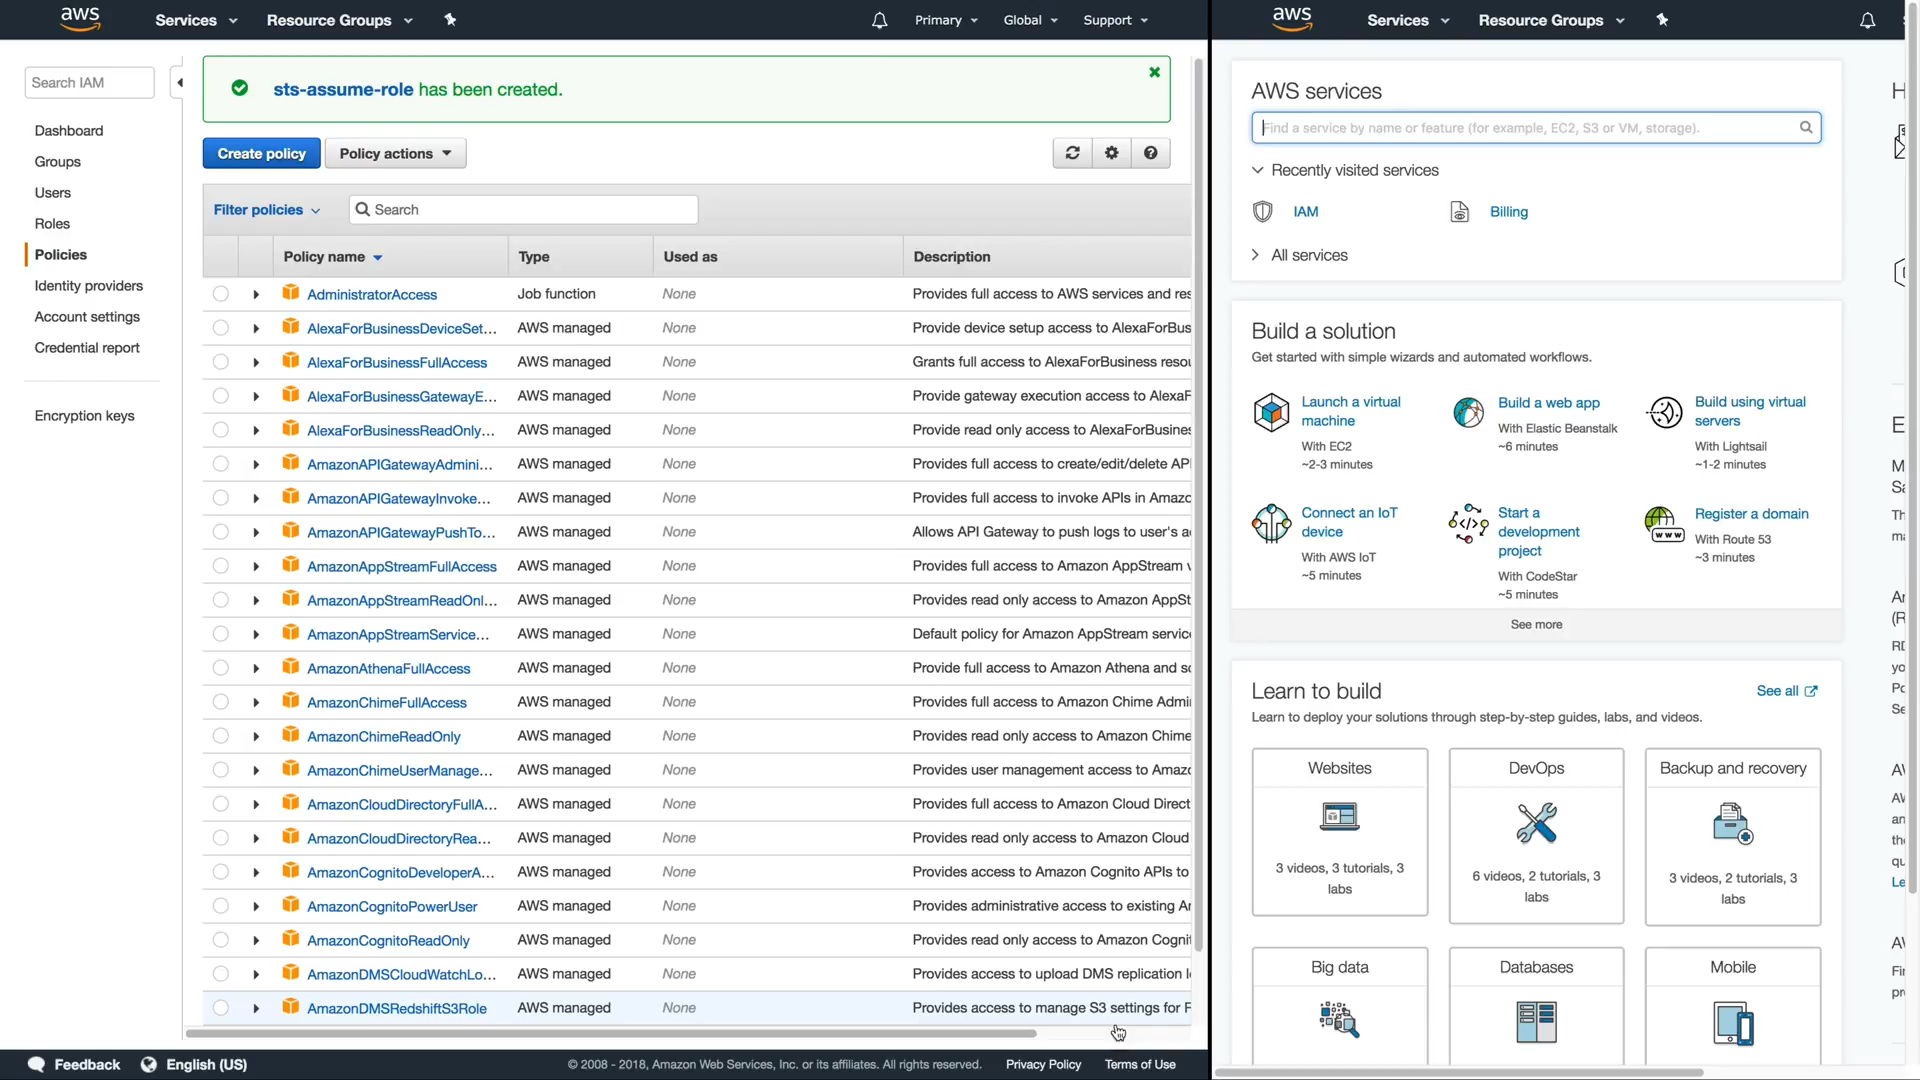 aws
Services
Resource Groups
Primary
Global
Support
Search IAM
Dashboard
Groups
Users
Roles
Policies
Identity providers
Account settings
Credential report
Encryption keys
sts-assume-role has been created.
Create policy
Policy actions
Filter policies
Search
Policy name Type Used as Description
AdministratorAccess Job function None Provides full access to AWS services and res
AlexaForBusinessDeviceSet... AWS managed None Provide device setup access to AlexaForBus
AlexaForBusinessFullAccess AWS managed None Grants full access to AlexaForBusiness resou
AlexaForBusinessGatewayE... AWS managed None Provide gateway execution access to AlexaF
AlexaForBusinessReadOnly... AWS managed None Provide read only access to AlexaForBusines
AmazonAPIGatewayAdmini... AWS managed None Provides full access to create/edit/delete API
AmazonAPIGatewayInvoke... AWS managed None Provides full access to invoke APIs in Amazo
AmazonAPIGatewayPushTo... AWS managed None Allows API Gateway to push logs to user's a
AmazonAppStreamFullAccess AWS managed None Provides full access to Amazon AppStream v
AmazonAppStreamReadOnl... AWS managed None Provides read only access to Amazon AppSt
AmazonAppStreamService... AWS managed None Default policy for Amazon AppStream servic
AmazonAthenaFullAccess AWS managed None Provide full access to Amazon Athena and sc
AmazonChimeFullAccess AWS managed None Provides full access to Amazon Chime Admi
AmazonChimeReadOnly AWS managed None Provides read only access to Amazon Chime
AmazonChimeUserManage... AWS managed None Provides user management access to Amazo
AmazonCloudDirectoryFullA... AWS managed None Provides full access to Amazon Cloud Direct
AmazonCloudDirectoryRea... AWS managed None Provides read only access to Amazon Cloud
AmazonCognitoDeveloperA... AWS managed None Provides access to Amazon Cognito APIs to
AmazonCognitoPowerUser AWS managed None Provides administrative access to existing Ar
AmazonCognitoReadOnly AWS managed None Provides read only access to Amazon Cogni
AmazonDMSCloudWatchLo... AWS managed None Provides access to upload DMS replication l
AmazonDMSRedshiftS3Role AWS managed None Provides access to manage S3 settings for F
Feedback
English (US)
© 2008 - 2018, Amazon Web Services, Inc. or its affiliates. All rights reserved.
Privacy Policy
Terms of Use
aws
Services
Resource Groups
AWS services
Find a service by name or feature (for example, EC2, S3 or VM, storage).
Recently visited services
IAM
Billing
All services
Build a solution
Get started with simple wizards and automated workflows.
Launch a virtual
machine
With EC2
~2-3 minutes
Build a web app
With Elastic Beanstalk
~6 minutes
Build using virtual
servers
With Lightsail
~1-2 minutes
Connect an IoT
device
With AWS IoT
~5 minutes
Start a
development
project
With CodeStar
~5 minutes
Register a domain
With Route 53
~3 minutes
See more
Learn to build
See all
Learn to deploy your solutions through step-by-step guides, labs, and videos.
Websites
3 videos, 3 tutorials, 3
labs
DevOps
6 videos, 2 tutorials, 3
labs
Backup and recovery
3 videos, 2 tutorials, 3
labs
Big data
Databases
Mobile